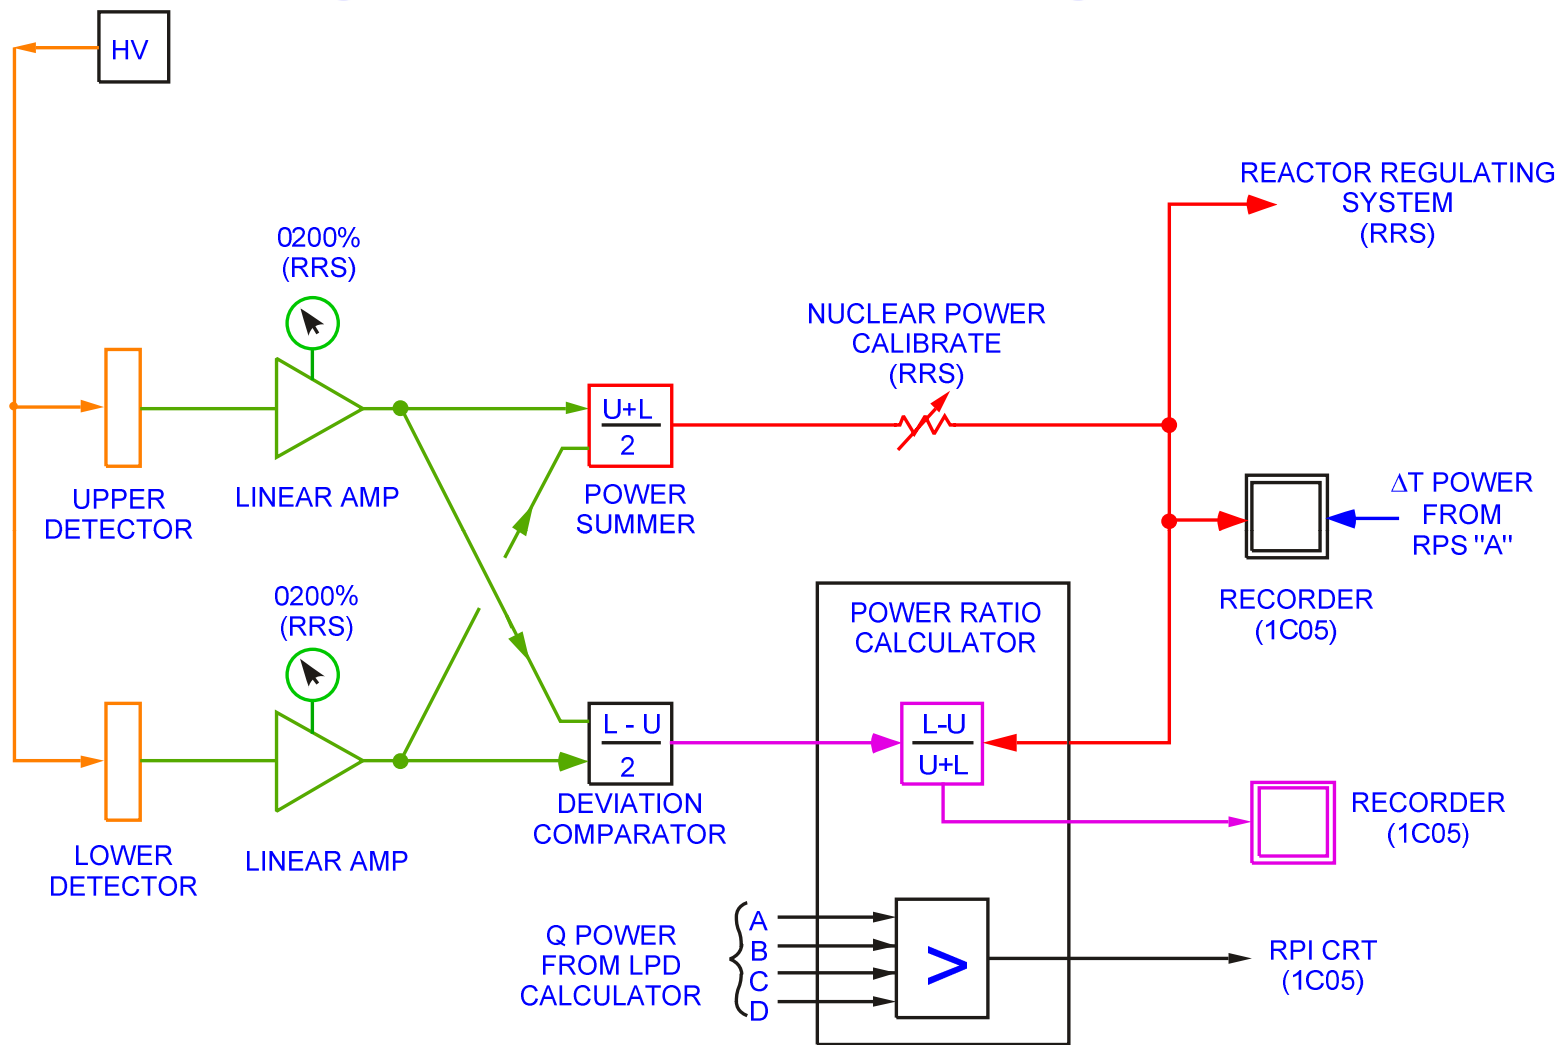 HV
REACTOR REGULATING
SYSTEM
(RRS)
0200%
(RRS)
NUCLEAR POWER
CALIBRATE
(RRS)
U+L
2
UPPER
DETECTOR
LINEAR AMP
POWER
SUMMER
ΔT POWER
FROM
RPS "A"
RECORDER
(1C05)
0200%
(RRS)
POWER RATIO
CALCULATOR
L - U
2
L-U
U+L
DEVIATION
COMPARATOR
RECORDER
(1C05)
LOWER
DETECTOR
LINEAR AMP
Q POWER
FROM LPD
CALCULATOR
A
B
C
D
>
RPI CRT
(1C05)